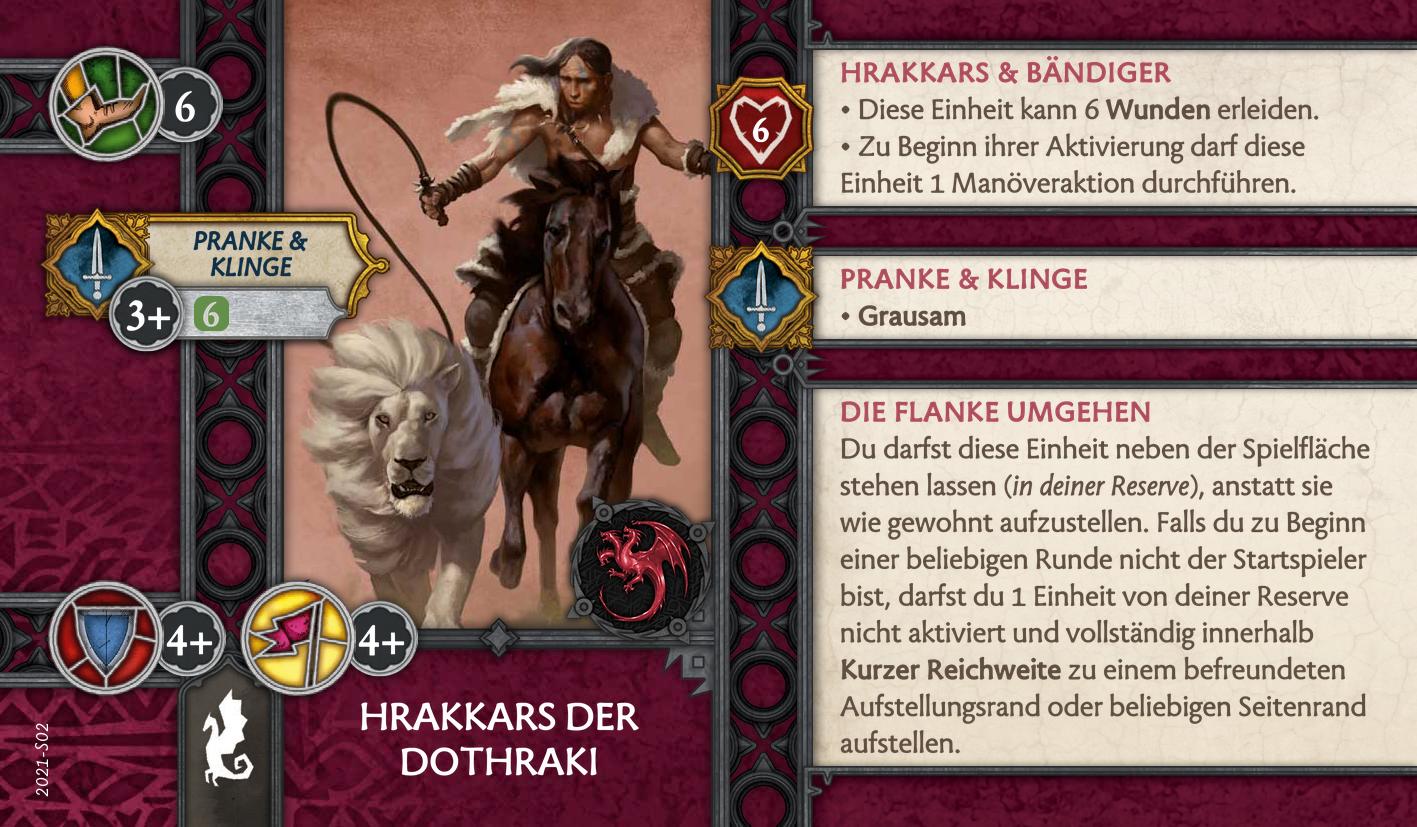 6
PRANKE &
KLINGE
3+
6
4+
4+
2021-S02
HRAKKARS DER
DOTHRAKI
6
HRAKKARS & BÄNDIGER
• Diese Einheit kann 6 Wunden erleiden.
• Zu Beginn ihrer Aktivierung darf diese
Einheit 1 Manöveraktion durchführen.
PRANKE & KLINGE
• Grausam
DIE FLANKE UMGEHEN
Du darfst diese Einheit neben der Spielfläche
stehen lassen (in deiner Reserve), anstatt sie
wie gewohnt aufzustellen. Falls du zu Beginn
einer beliebigen Runde nicht der Startspieler
bist, darfst du 1 Einheit von deiner Reserve
nicht aktiviert und vollständig innerhalb
Kurzer Reichweite zu einem befreundeten
Aufstellungsrand oder beliebigen Seitenrand
aufstellen.